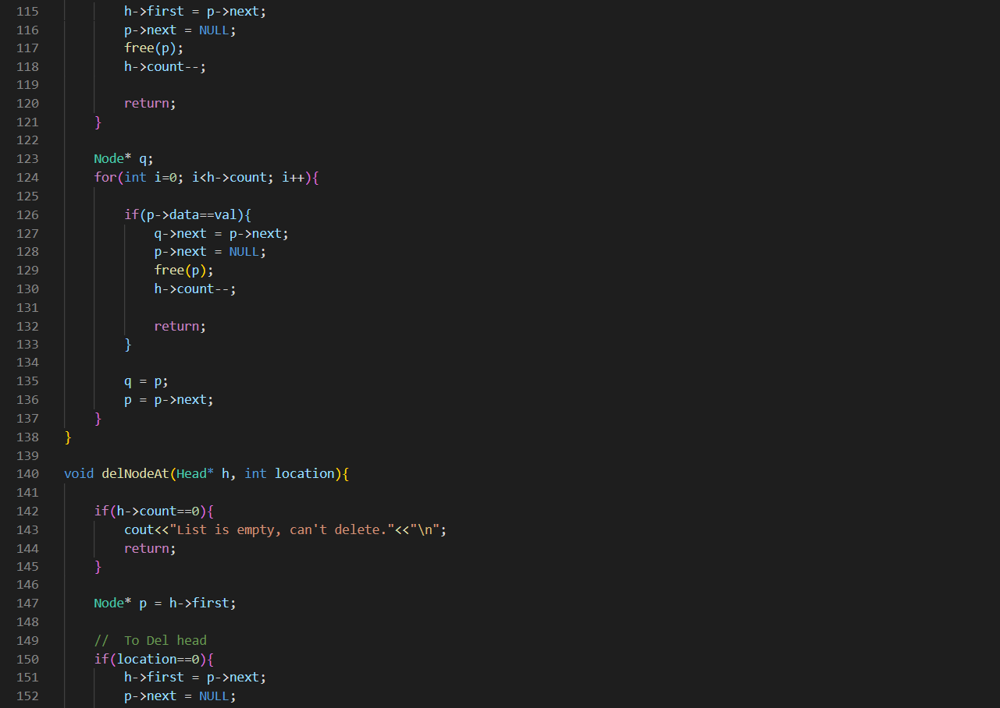 115 h->first = p->next;
116 p->next = NULL;
117 free(p);
118 h->count--;
119
120 return;
121 }
122
123 Node* q;
124 for(int i=0; i<h->count; i++){
125
126 if(p->data==val){
127 q->next = p->next;
128 p->next = NULL;
129 free(p);
130 h->count--;
131
132 return;
133 }
134
135 q = p;
136 p = p->next;
137 }
138 }
139
140 void delNodeAt(Head* h, int location){
141
142 if(h->count==0){
143 cout<<"List is empty, can't delete."<<"\n";
144 return;
145 }
146
147 Node* p = h->first;
148
149 //  To Del head
150 if(location==0){
151 h->first = p->next;
152 p->next = NULL;